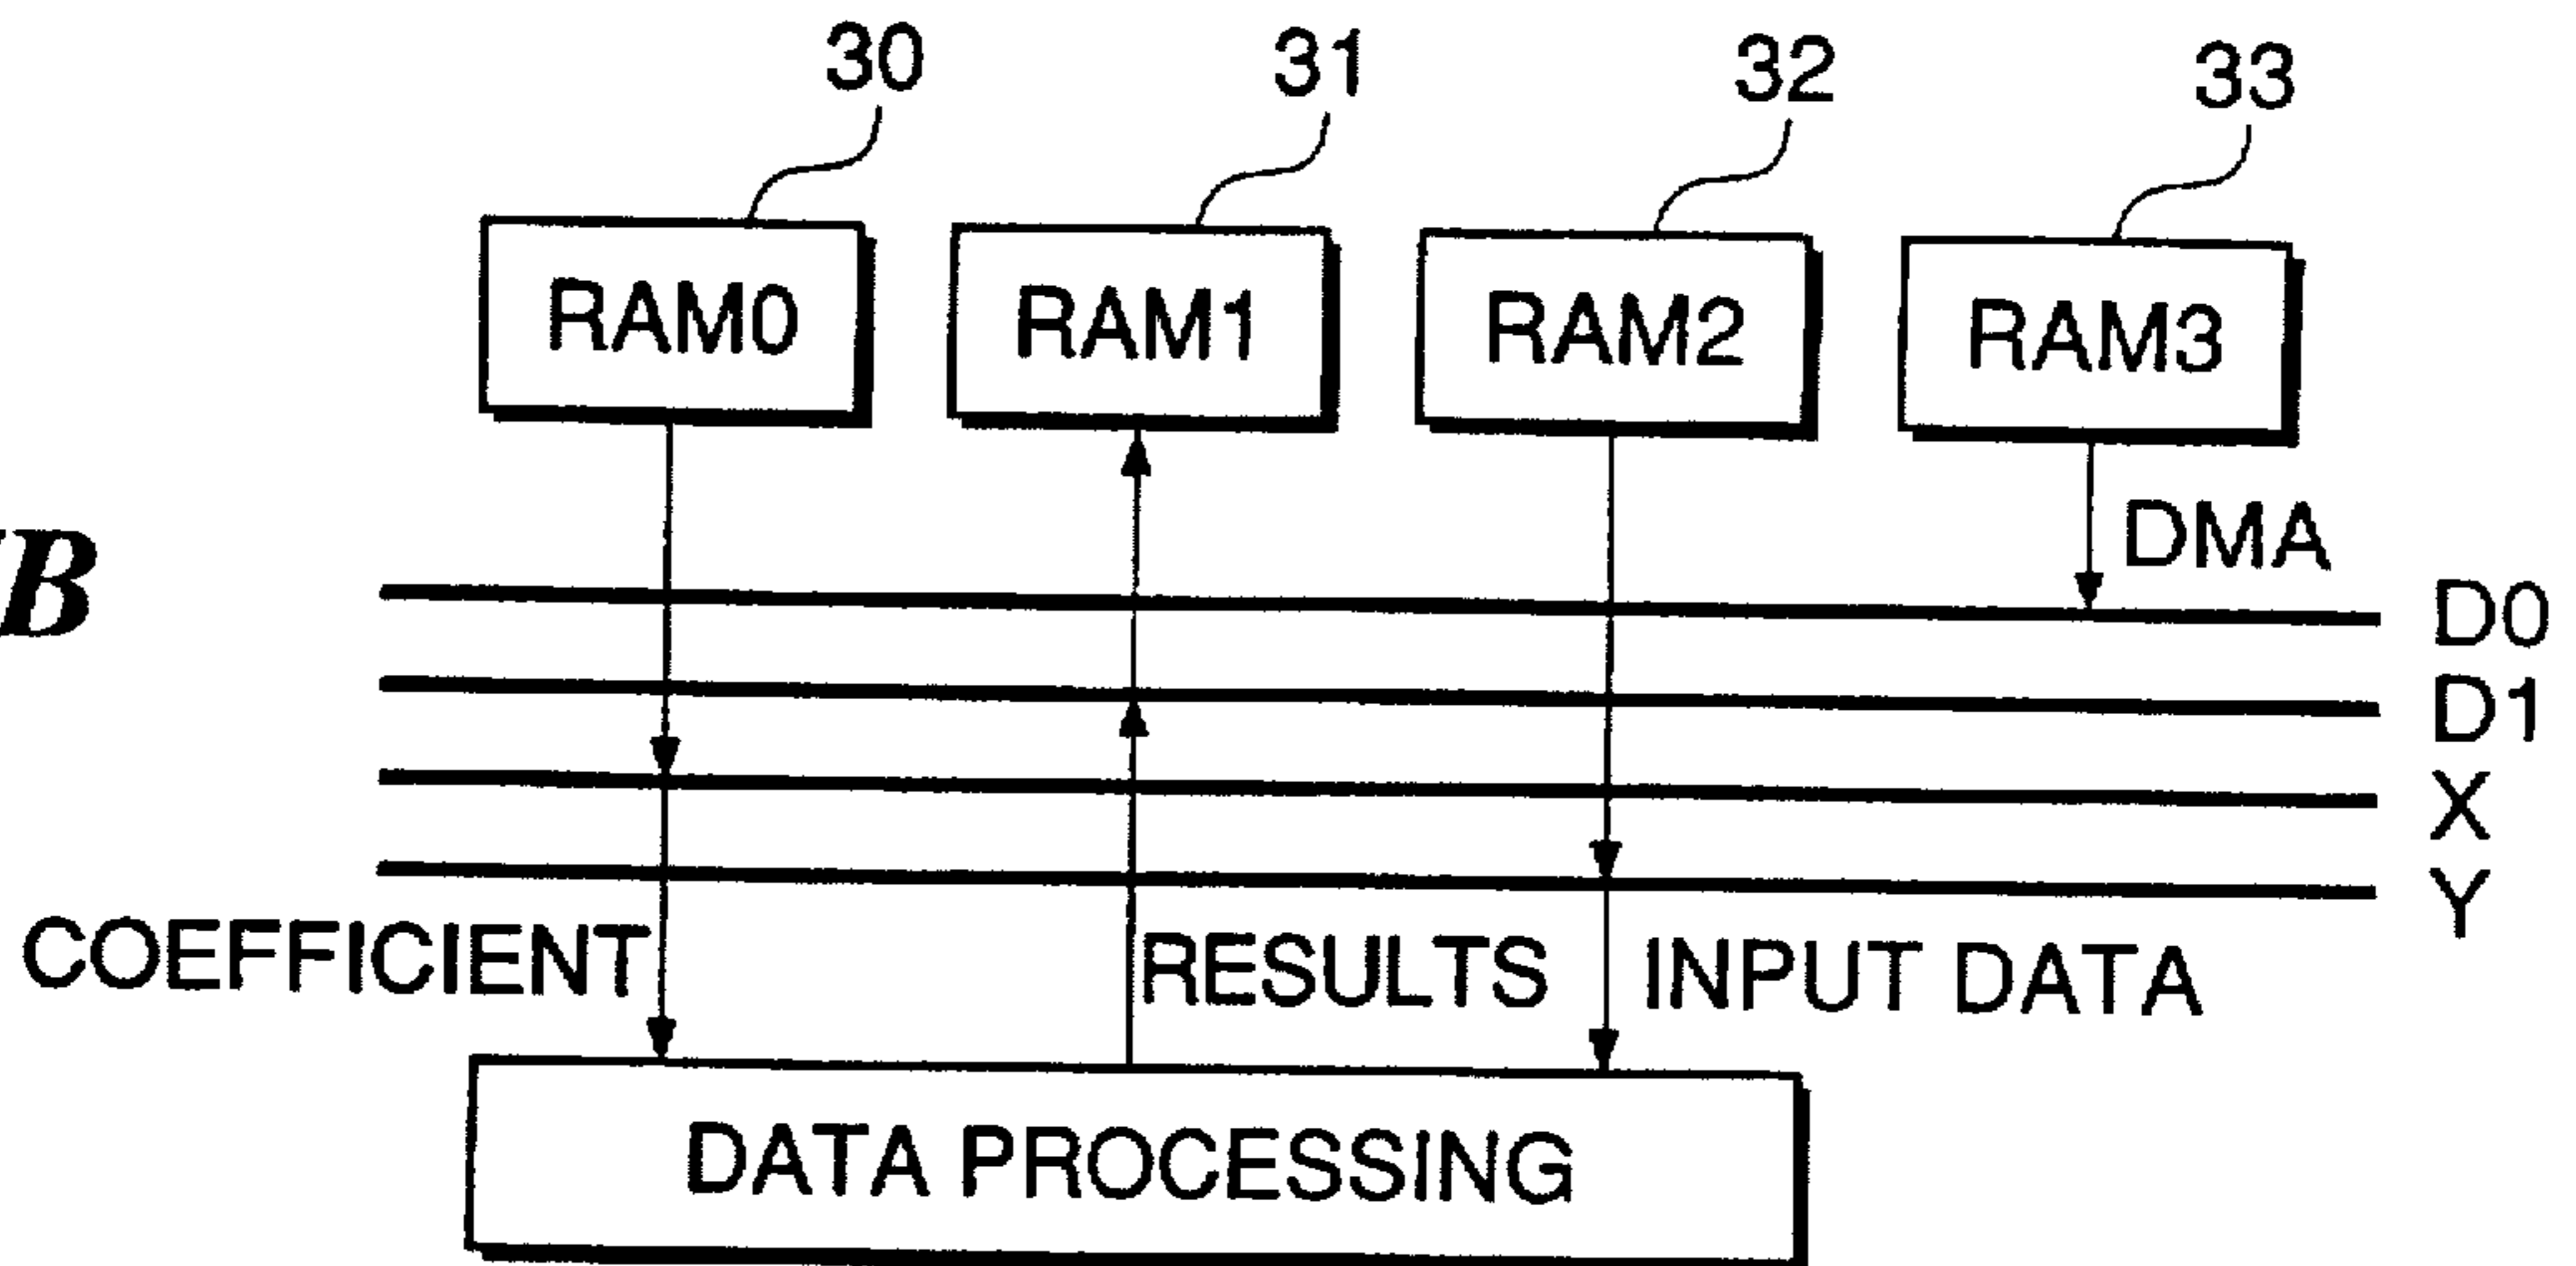 30 31 32 33
RAM0 RAM1 RAM2 RAM3
DMA
B
D0
D1
X
Y
COEFFICIENT RESULTS INPUT DATA
DATA PROCESSING